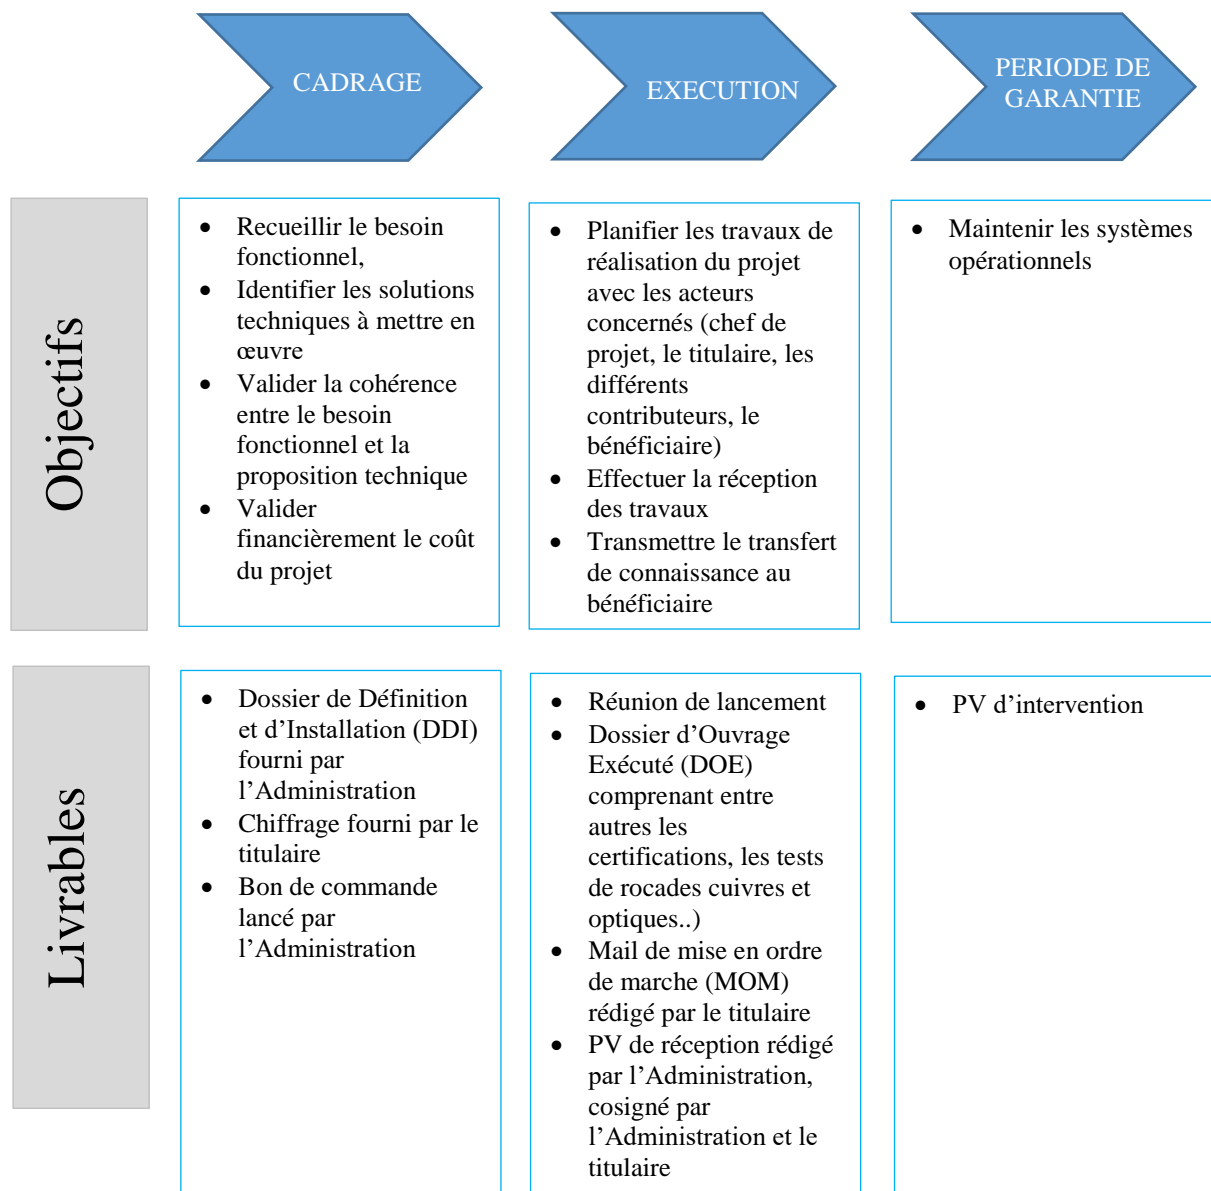 CADRAGE
EXECUTION
PERIODE DE
GARANTIE
Objectifs
• Recueillir le besoin
fonctionnel,
• Identifier les solutions
techniques à mettre en
œuvre
• Valider la cohérence
entre le besoin
fonctionnel et la
proposition technique
• Valider
financièrement le coût
du projet
• Planifier les travaux de
réalisation du projet
avec les acteurs
concernés (chef de
projet, le titulaire, les
différents
contributeurs, le
bénéficiaire)
• Effectuer la réception
des travaux
• Transmettre le transfert
de connaissance au
bénéficiaire
• Maintenir les systèmes
opérationnels
Livrables
• Dossier de Définition
et d’Installation (DDI)
fourni par
l’Administration
• Chiffrage fourni par le
titulaire
• Bon de commande
lancé par
l’Administration
• Réunion de lancement
• Dossier d’Ouvrage
Exécuté (DOE)
comprenant entre
autres les
certifications, les tests
de rocades cuivres et
optiques..)
• Mail de mise en ordre
de marche (MOM)
rédigé par le titulaire
• PV de réception rédigé
par l’Administration,
cosigné par
l’Administration et le
titulaire
• PV d’intervention